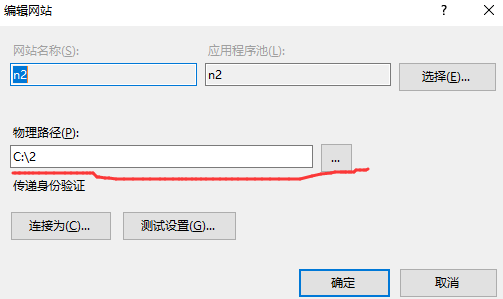 编辑网站
网站名称(S): 应用程序池(L):
n2 n2 选择(E)...
物理路径(P):
C:\2 ...
传递身份验证
连接为(C)... 测试设置(G)...
确定 取消